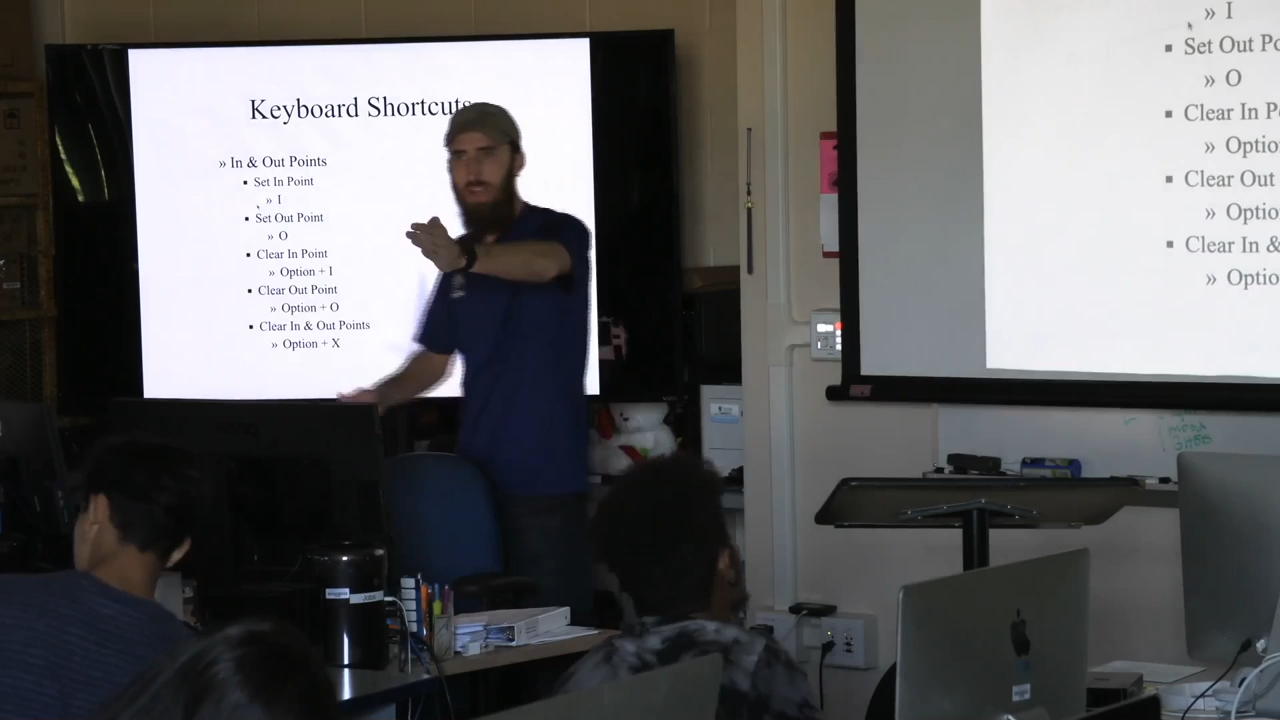 Keyboard Shortcuts
» In & Out Points
▪ Set In Point
» I
▪ Set Out Point
» O
▪ Clear In Point
» Option + I
▪ Clear Out Point
» Option + O
▪ Clear In & Out Points
» Option + X
» I
▪ Set Out Po
» O
▪ Clear In P
» Optio
▪ Clear Out
» Optio
▪ Clear In &
» Optio